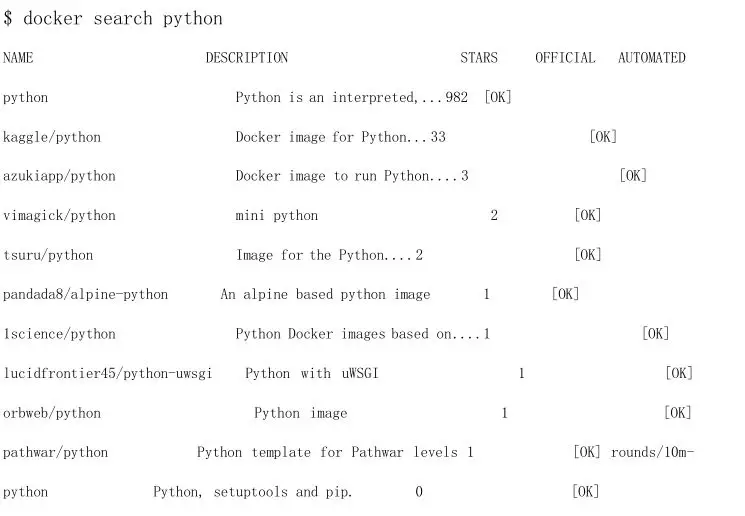 $ docker search python
NAME DESCRIPTION STARS OFFICIAL AUTOMATED
python Python is an interpreted,...982 [OK]
kaggle/python Docker image for Python...33 [OK]
azukiapp/python Docker image to run Python....3 [OK]
vimagick/python mini python 2 [OK]
tsuru/python Image for the Python....2 [OK]
pandada8/alpine-python An alpine based python image 1 [OK]
1science/python Python Docker images based on....1 [OK]
lucidfrontier45/python-uwsgi Python with uWSGI 1 [OK]
orbweb/python Python image 1 [OK]
pathwar/python Python template for Pathwar levels 1 [OK] rounds/10m-
python Python, setuptools and pip. 0 [OK]